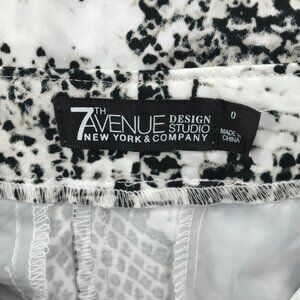 7TH AVENUE DESIGN STUDIO
NEW YORK & COMPANY
0
MADE IN
CHINA